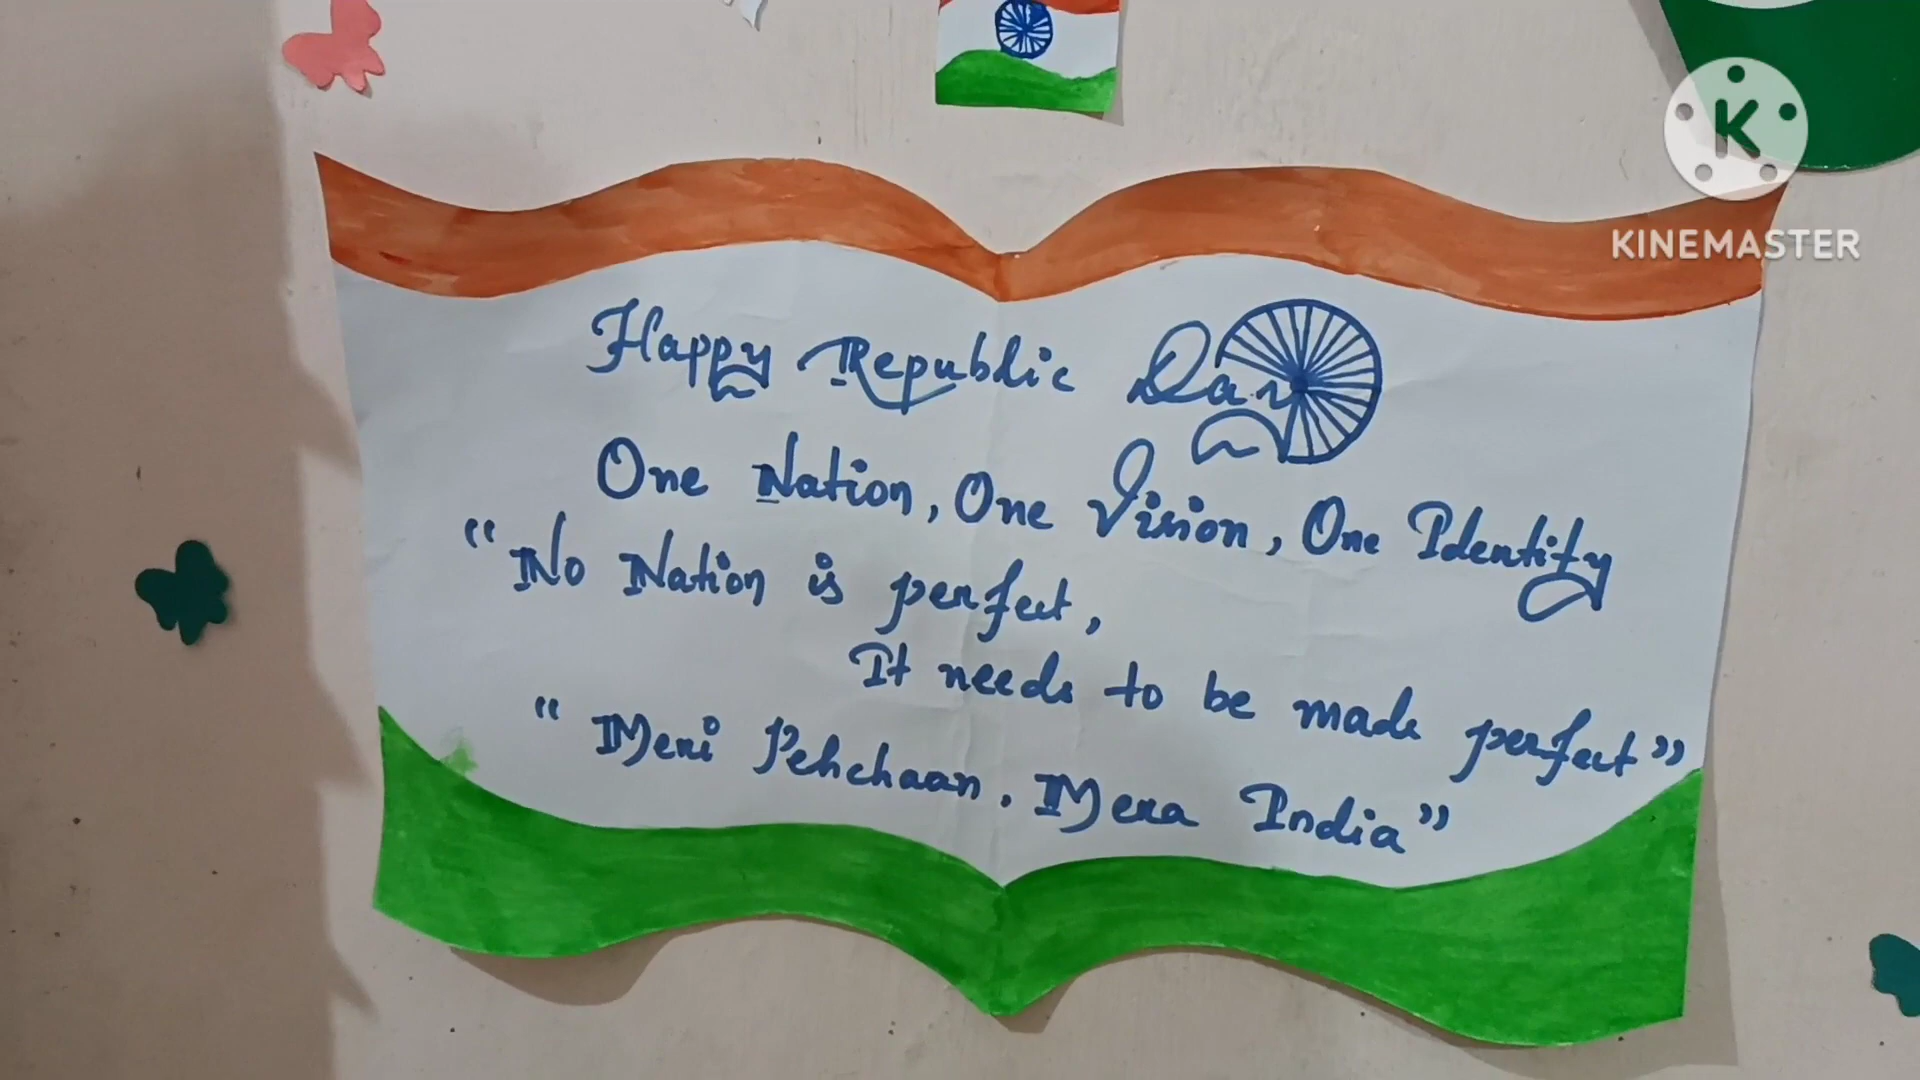 K
KINEMASTER
Happy Republic Day
One Nation, One Vision, One Identity
“No Nation is perfect,
It needs to be made perfect”
“Meri Pehchaan, Mera India”